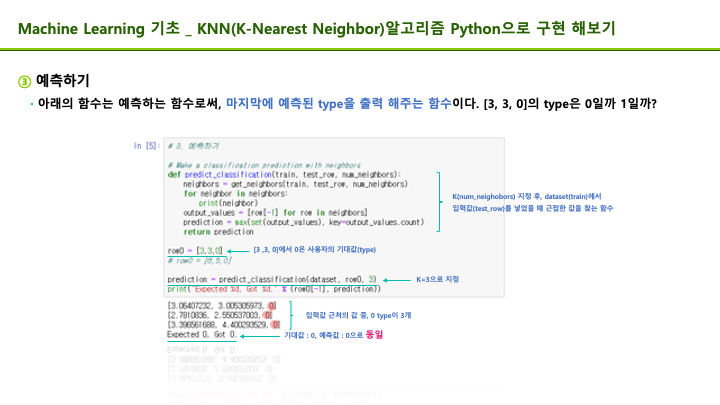 Machine Learning 기초 _ KNN(K-Nearest Neighbor)알고리즘 Python으로 구현 해보기
③ 예측하기
· 아래의 함수는 예측하는 함수로써, 마지막에 예측된 type을 출력 해주는 함수이다. [3, 3, 0]의 type은 0일까 1일까?
In [5]:
# 3. 예측하기
# Make a classification prediction with neighbors
def predict_classification(train, test_row, num_neighbors):
neighbors = get_neighbors(train, test_row, num_neighbors)
for neighbor in neighbors:
print(neighbor)
output_values = [row[-1] for row in neighbors]
prediction = max(set(output_values), key=output_values.count)
return prediction
K(num_neighobors) 지정 후, dataset(train)에서
입력값(test_row)를 넣었을 때 근접한 값을 찾는 함수
row0 = [3,3,0]
[3 ,3, 0]에서 0은 사용자의 기대값(type)
# row0 = [6,5,0]
prediction = predict_classification(dataset, row0, 3)
K=3으로 지정
print('Expected %d, Got %d.' % (row0[-1], prediction))
[3.06407232, 3.005305973, 0]
[2.7810836, 2.550537003, 0]
[3.396561688, 4.400293529, 0]
입력값 근처의 값 중, 0 type이 3개
Expected 0, Got 0.
기대값 : 0, 예측값 : 0으로 동일